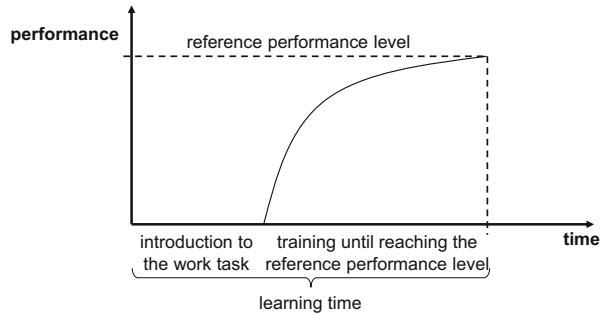 performance
reference performance level
time
introduction to
the work task
training until reaching the
reference performance level
learning time